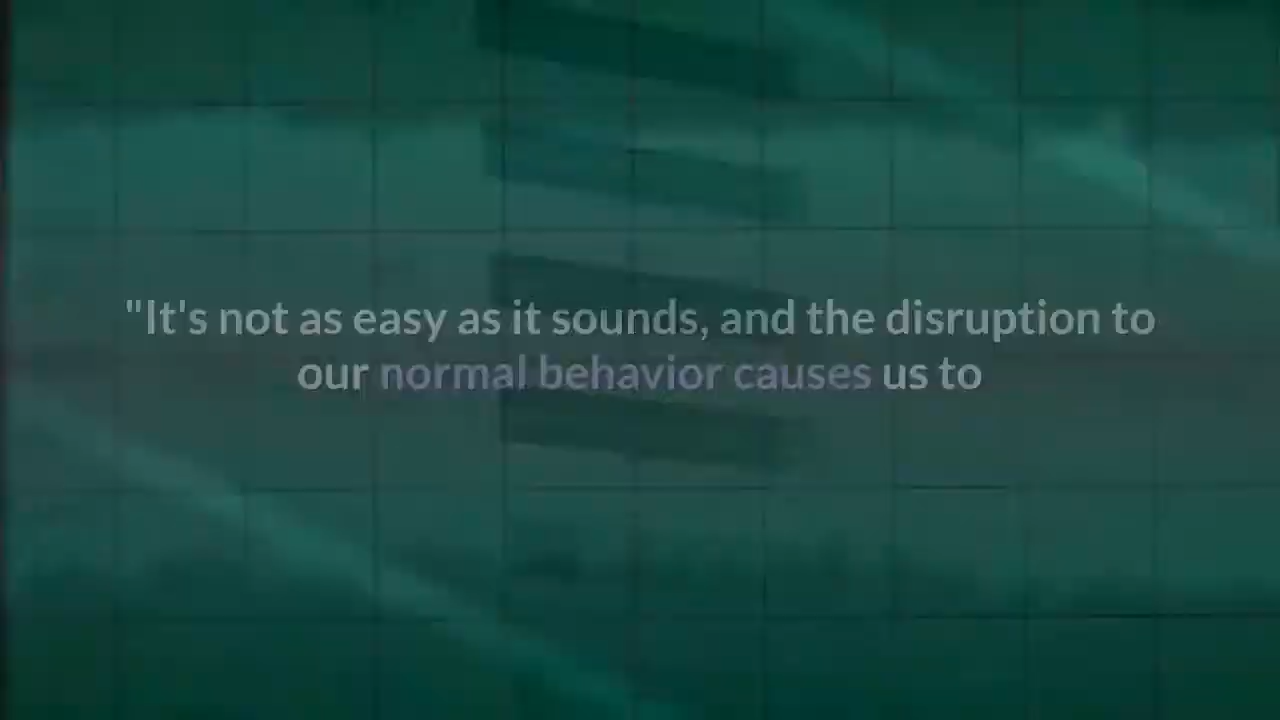 "It's not as easy as it sounds, and the disruption to
our normal behavior causes us to